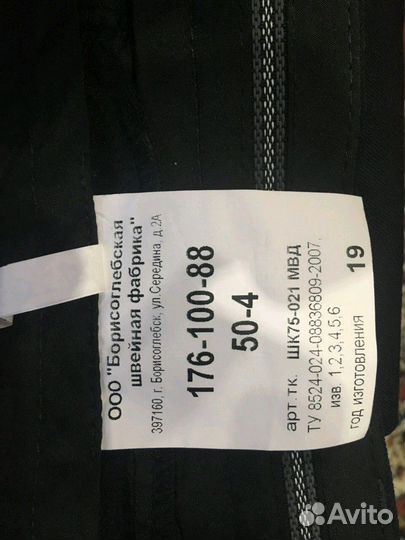 ООО "Борисоглебская
швейная фабрика"
397160, г. Борисоглебск, ул.Середина, д.2А
176-100-88
50-4
арт.тк. ШК75-021 МВД
ТУ 8524-024-08836809-2007,
изв. 1,2,3,4,5,6
год изготовления 19
Avito